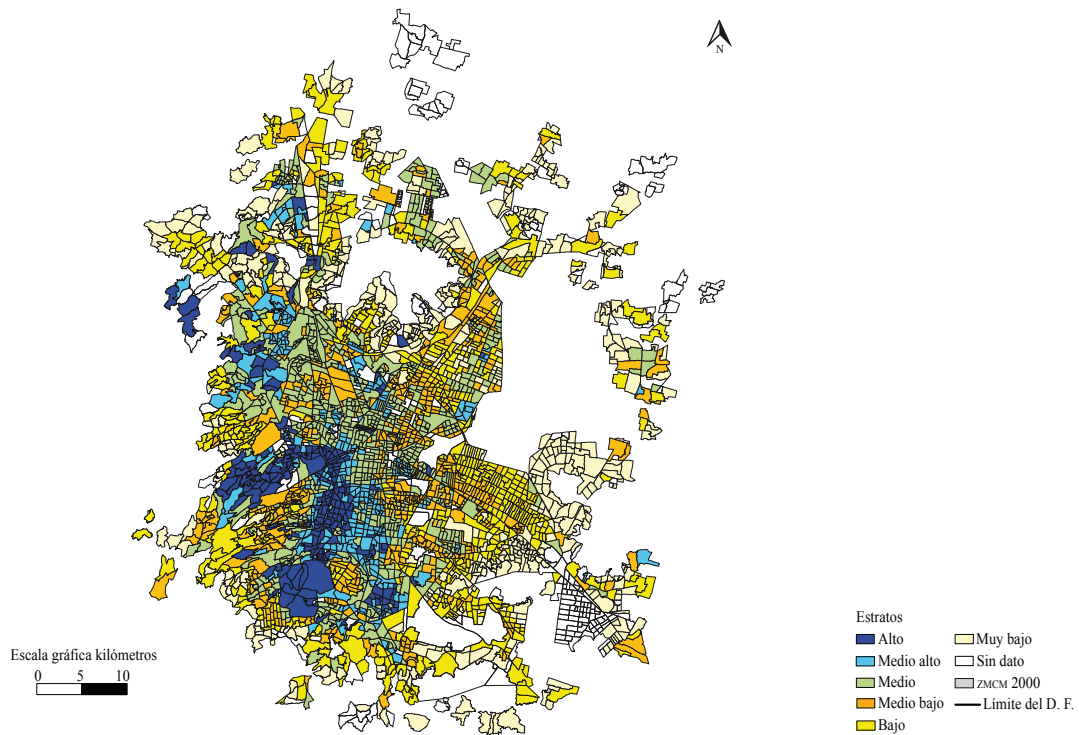 N
Escala gráfica kilómetros
0 5 10
Estratos
Alto
Medio alto
Medio
Medio bajo
Bajo
Muy bajo
Sin dato
ZMCM 2000
Límite del D. F.